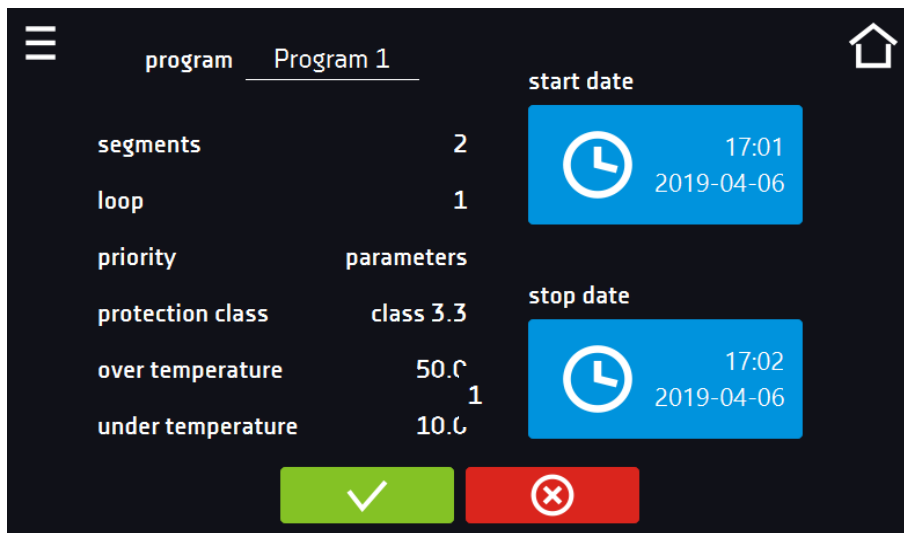 program Program 1
segments 2
loop 1
priority parameters
protection class class 3.3
over temperature 50.0
1
under temperature 10.0
start date
17:01
2019-04-06
stop date
17:02
2019-04-06